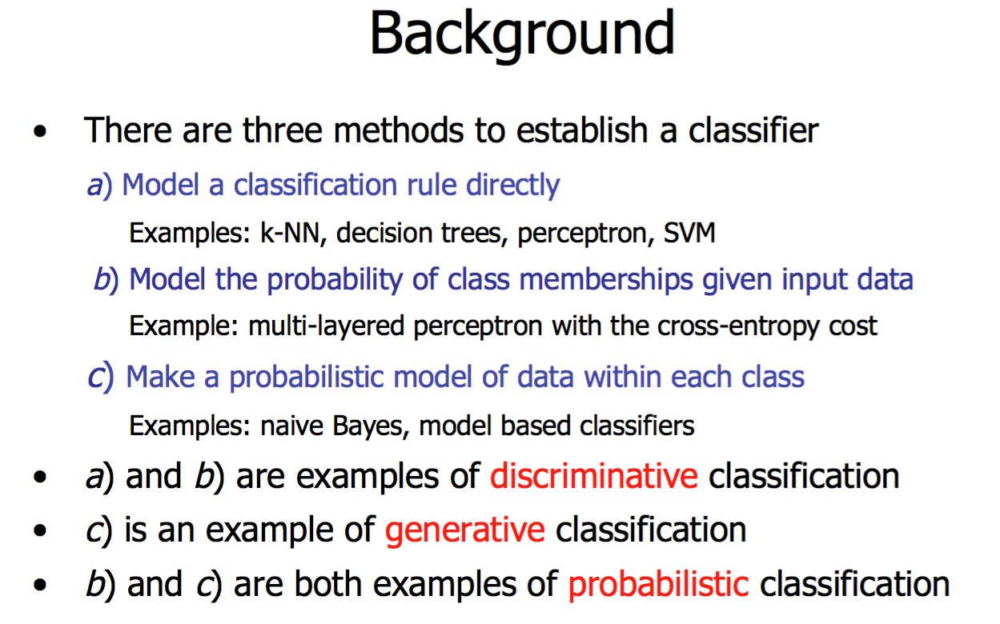 Background
• There are three methods to establish a classifier
a) Model a classification rule directly
Examples: k-NN, decision trees, perceptron, SVM
b) Model the probability of class memberships given input data
Example: multi-layered perceptron with the cross-entropy cost
c) Make a probabilistic model of data within each class
Examples: naive Bayes, model based classifiers
• a) and b) are examples of discriminative classification
• c) is an example of generative classification
• b) and c) are both examples of probabilistic classification